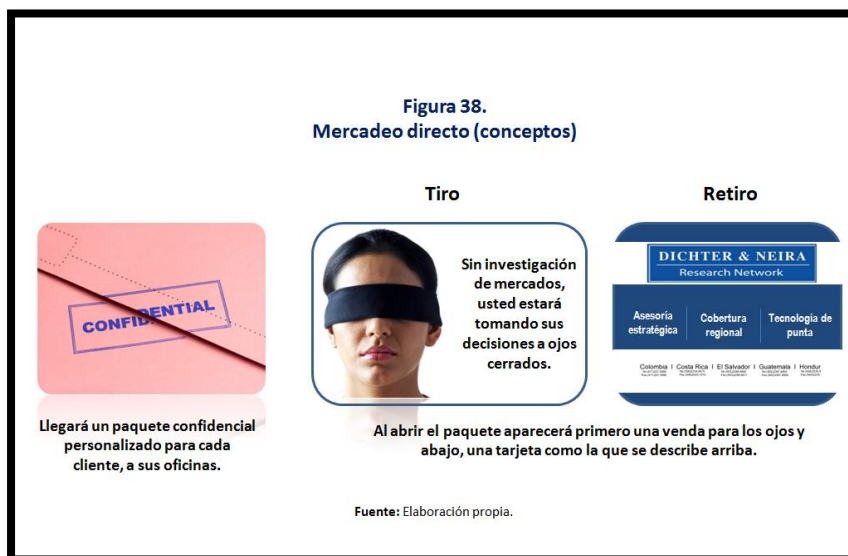 Figura 38.
Mercadeo directo (conceptos)
Tiro
Retiro
CONFIDENTIAL
Sin investigación
de mercados,
usted estará
tomando sus
decisiones a ojos
cerrados.
DICHTER & NEIRA
Research Network
Asesoría
estratégica
Cobertura
regional
Tecnología de
punta
Colombia I Costa Rica I El Salvador I Guatemala I Hondur
Llegará un paquete confidencial
personalizado para cada
cliente, a sus oficinas.
Al abrir el paquete aparecerá primero una venda para los ojos y
abajo, una tarjeta como la que se describe arriba.
Fuente: Elaboración propia.